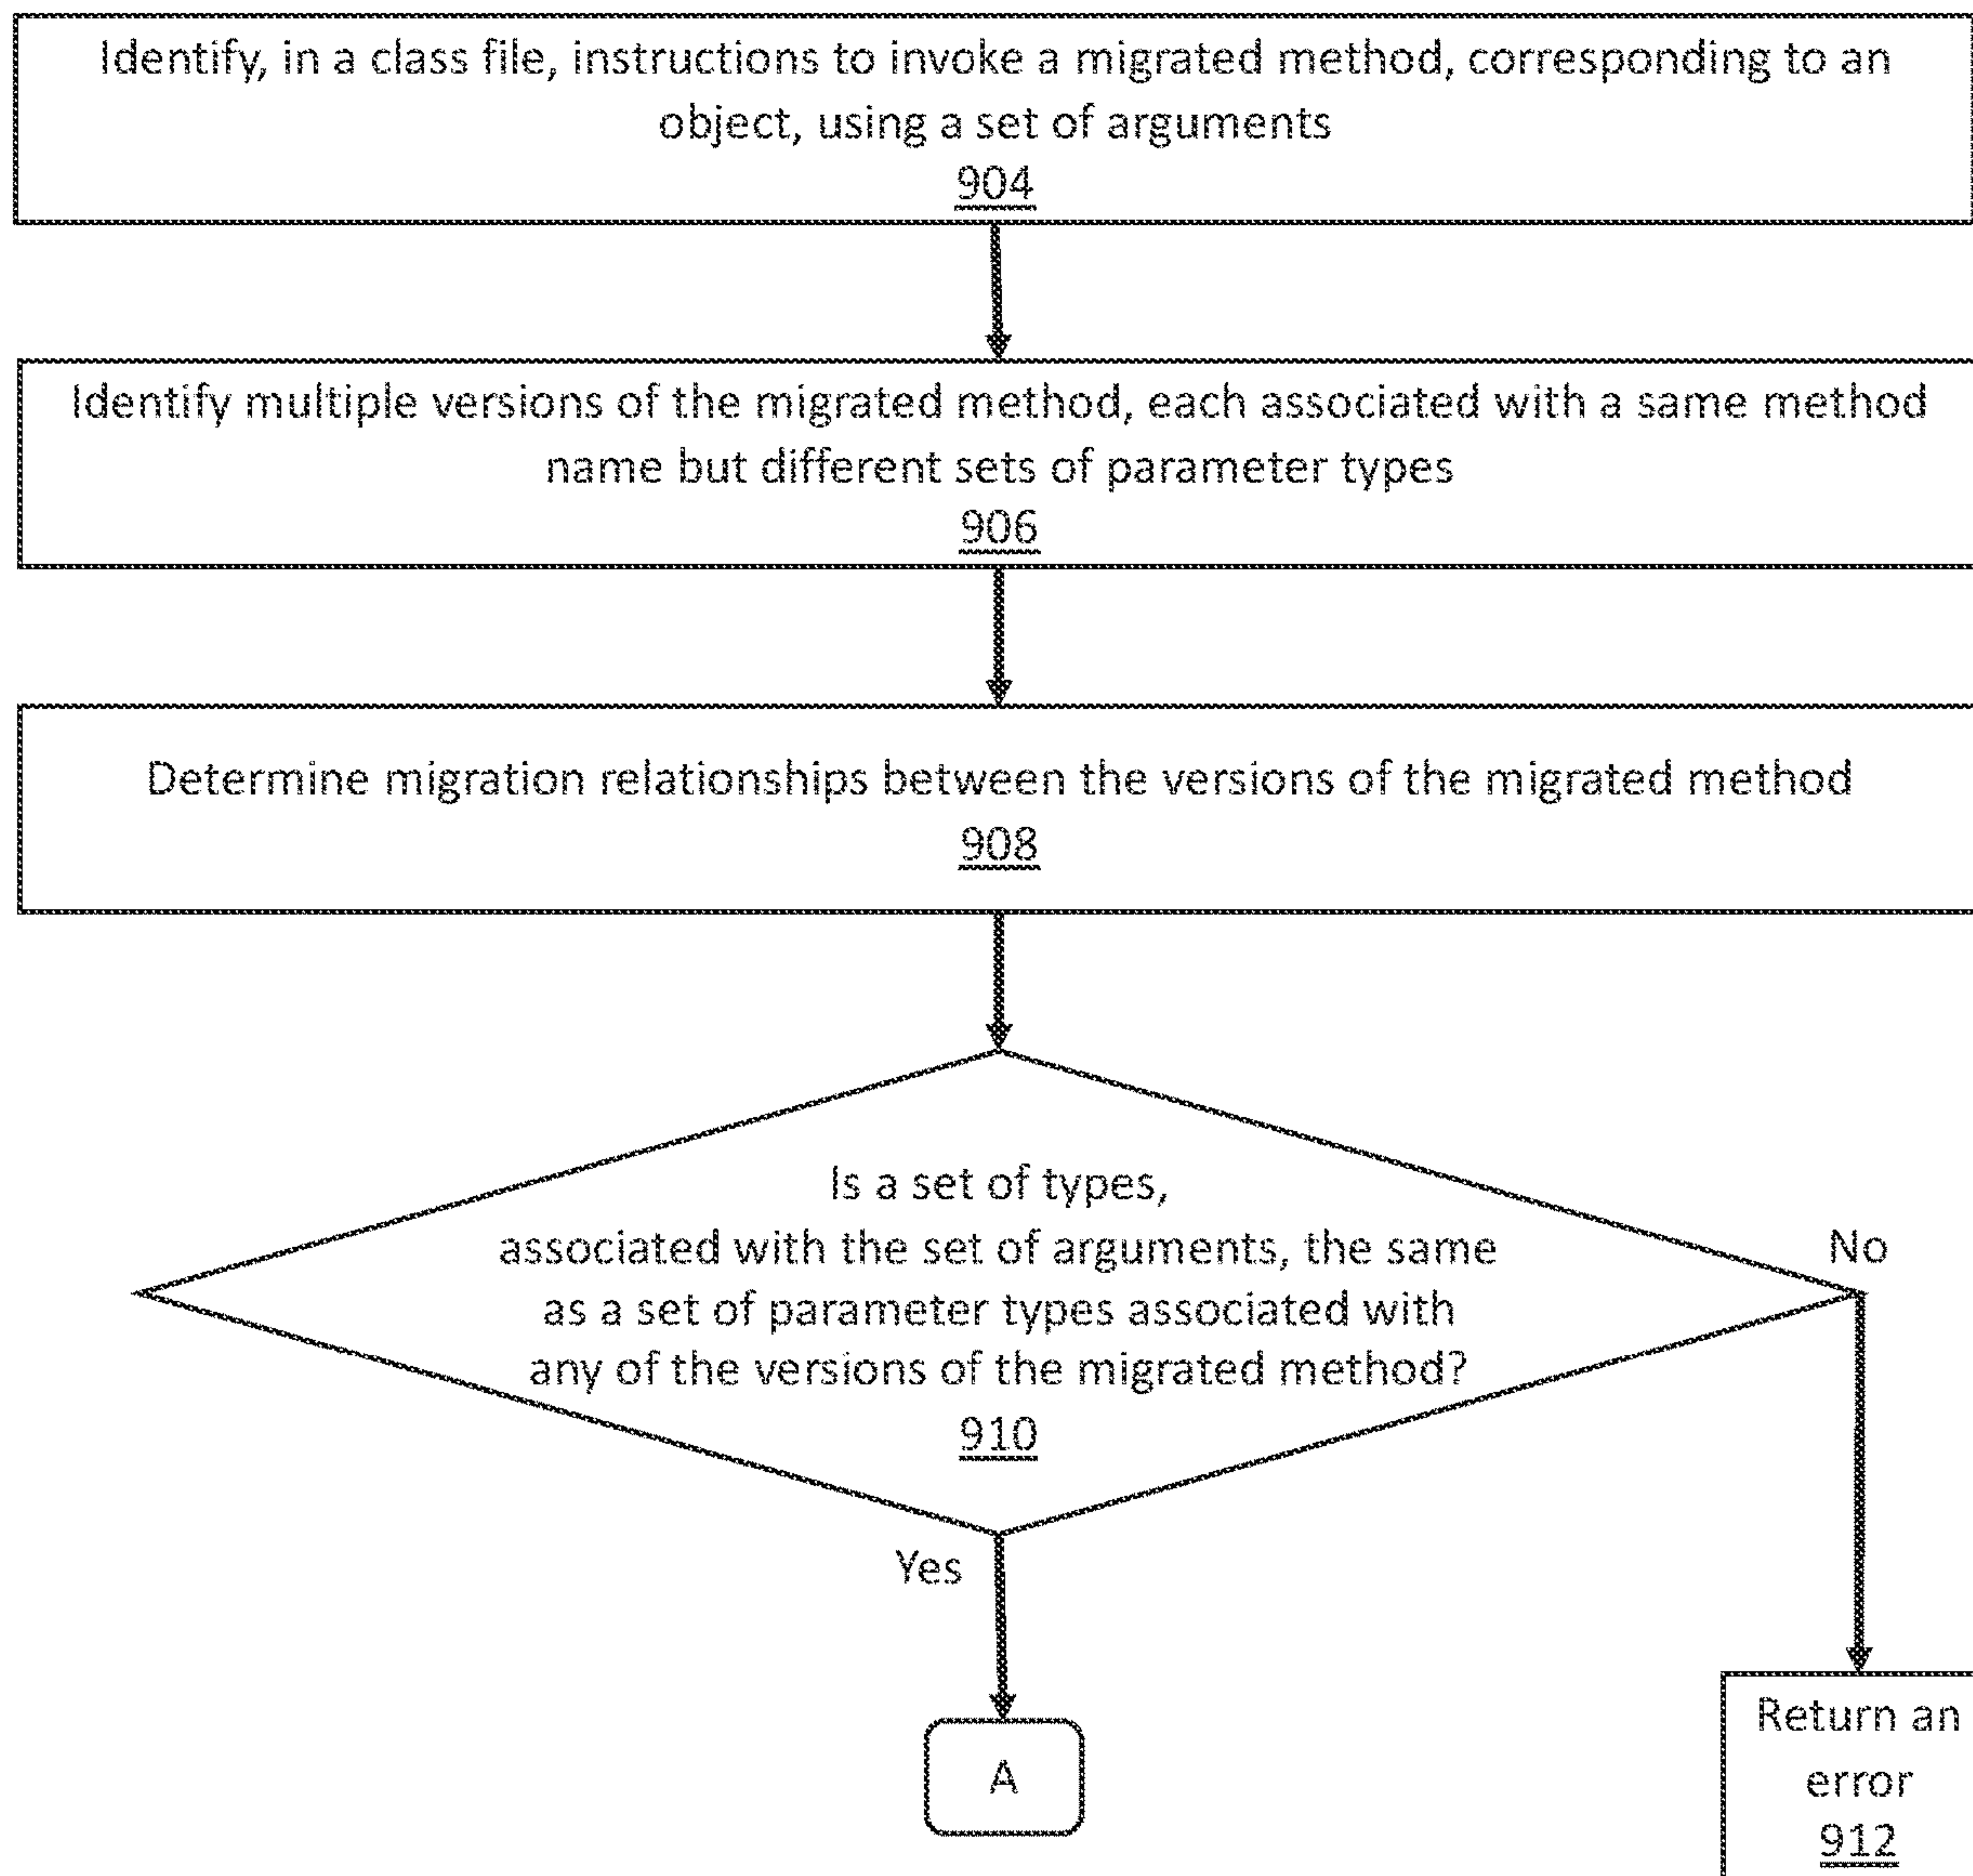 Identify, in a class file, instructions to invoke a migrated method, corresponding to an
object, using a set of arguments
904
Identify multiple versions of the migrated method, each associated with a same method
name but different sets of parameter types
906
Determine migration relationships between the versions of the migrated method
908
Is a set of types,
associated with the set of arguments, the same
as a set of parameter types associated with
any of the versions of the migrated method?
910
No
Yes
A
Return an
error
912